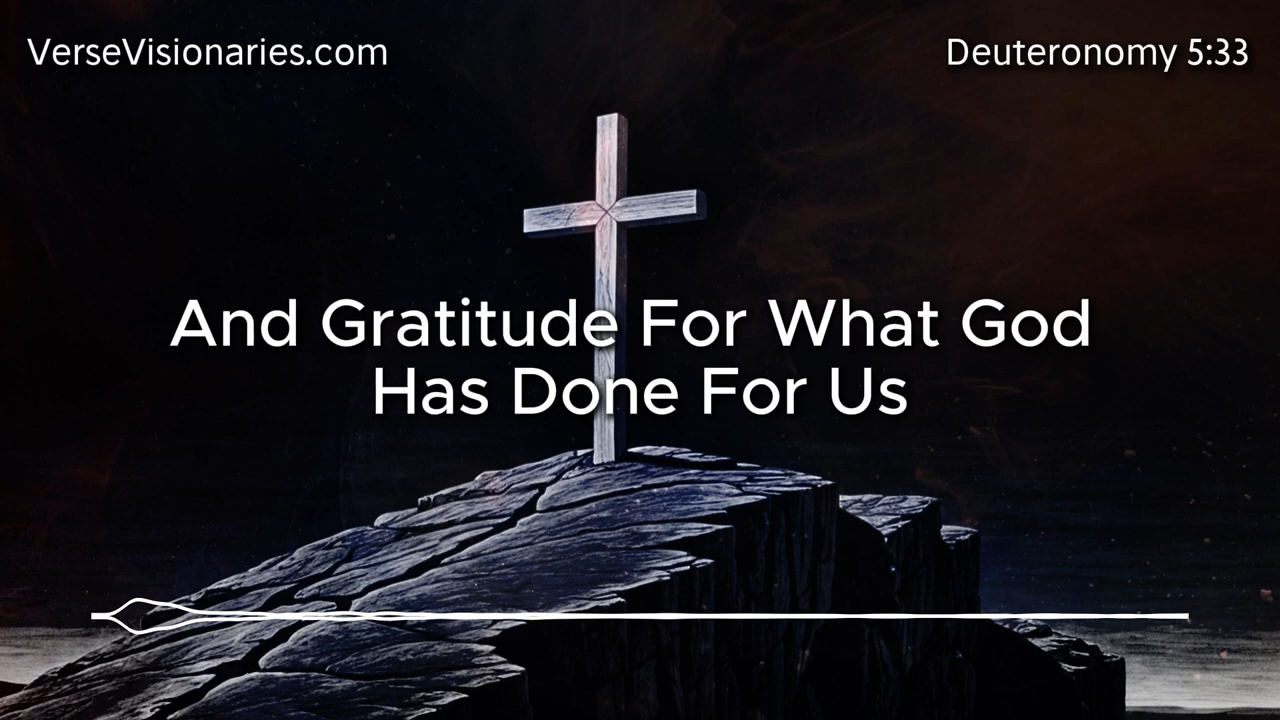 VerseVisionaries.com
Deuteronomy 5:33
And Gratitude For What God
Has Done For Us